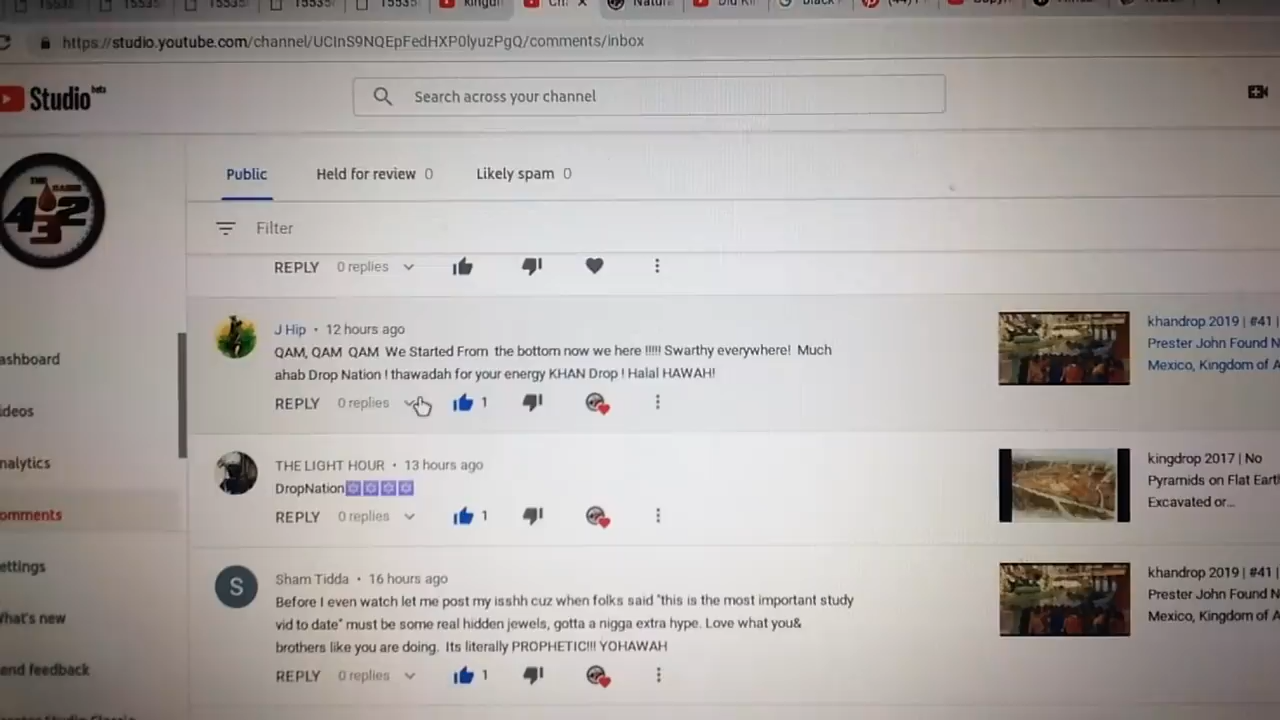 https://studio.youtube.com/channel/UCInS9NQEpFedHXP0lyuzPgQ/comments/inbox
Studio beta
Search across your channel
432
Public Held for review 0 Likely spam 0
Filter
REPLY 0 replies
J Hip • 12 hours ago
QAM, QAM QAM We Started From the bottom now we here !!!!! Swarthy everywhere! Much
ahab Drop Nation ! thawadah for your energy KHAN Drop ! Halal HAWAH!
REPLY 0 replies 1
khandrop 2019 | #41 |
Prester John Found N
Mexico, Kingdom of A
THE LIGHT HOUR • 13 hours ago
DropNation🔯🔯🔯🔯
REPLY 0 replies 1
kingdrop 2017 | No
Pyramids on Flat Earth
Excavated or...
Sham Tidda • 16 hours ago
Before I even watch let me post my isshh cuz when folks said "this is the most important study
vid to date" must be some real hidden jewels, gotta a nigga extra hype. Love what you&
brothers like you are doing. Its literally PROPHETIC!!! YOHAWAH
REPLY 0 replies 1
S
khandrop 2019 | #41 |
Prester John Found N
Mexico, Kingdom of A
ashboard
ideos
nalytics
omments
ettings
hat's new
end feedback